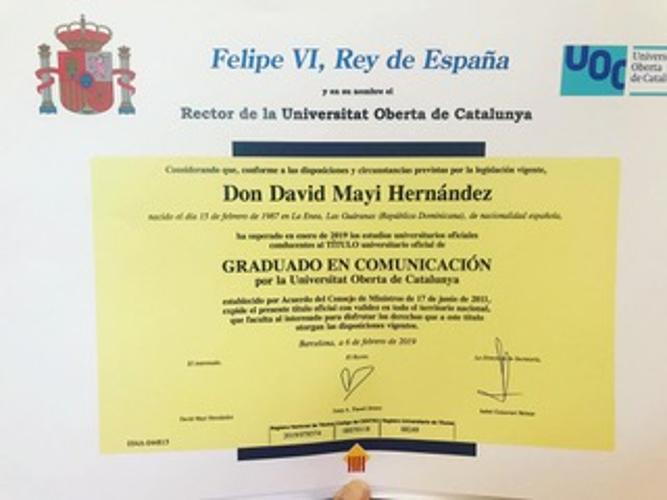 Felipe VI, Rey de España
UOC
Oberta
de Catal
y en su nombre el
Rector de la Universitat Oberta de Catalunya
Considerando que, conforme a las disposiciones y circunstancias previstas por la legislación vigente,
Don David Mayi Hernández
nacido el día 15 de febrero de 1987 en La Enea, Las (República Dominicana), de nacionalidad española,
ha superado en enero de 2019 los estudios universitarios oficiales
conducentes al TÍTULO universitario oficial de
GRADUADO EN COMUNICACIÓN
por la Universitat Oberta de Catalunya
establecido por Acuerdo del Consejo de Ministros de 17 de junio de 2011,
expide el presente título oficial con validez en todo el territorio nacional,
que faculta al interesado para disfrutar los derechos que a este título
otorgan las disposiciones vigentes.
Barcelona, a 6 de febrero de 2019
El interesado,
El Rector,
La Secretaria,
David Mayi Hernández